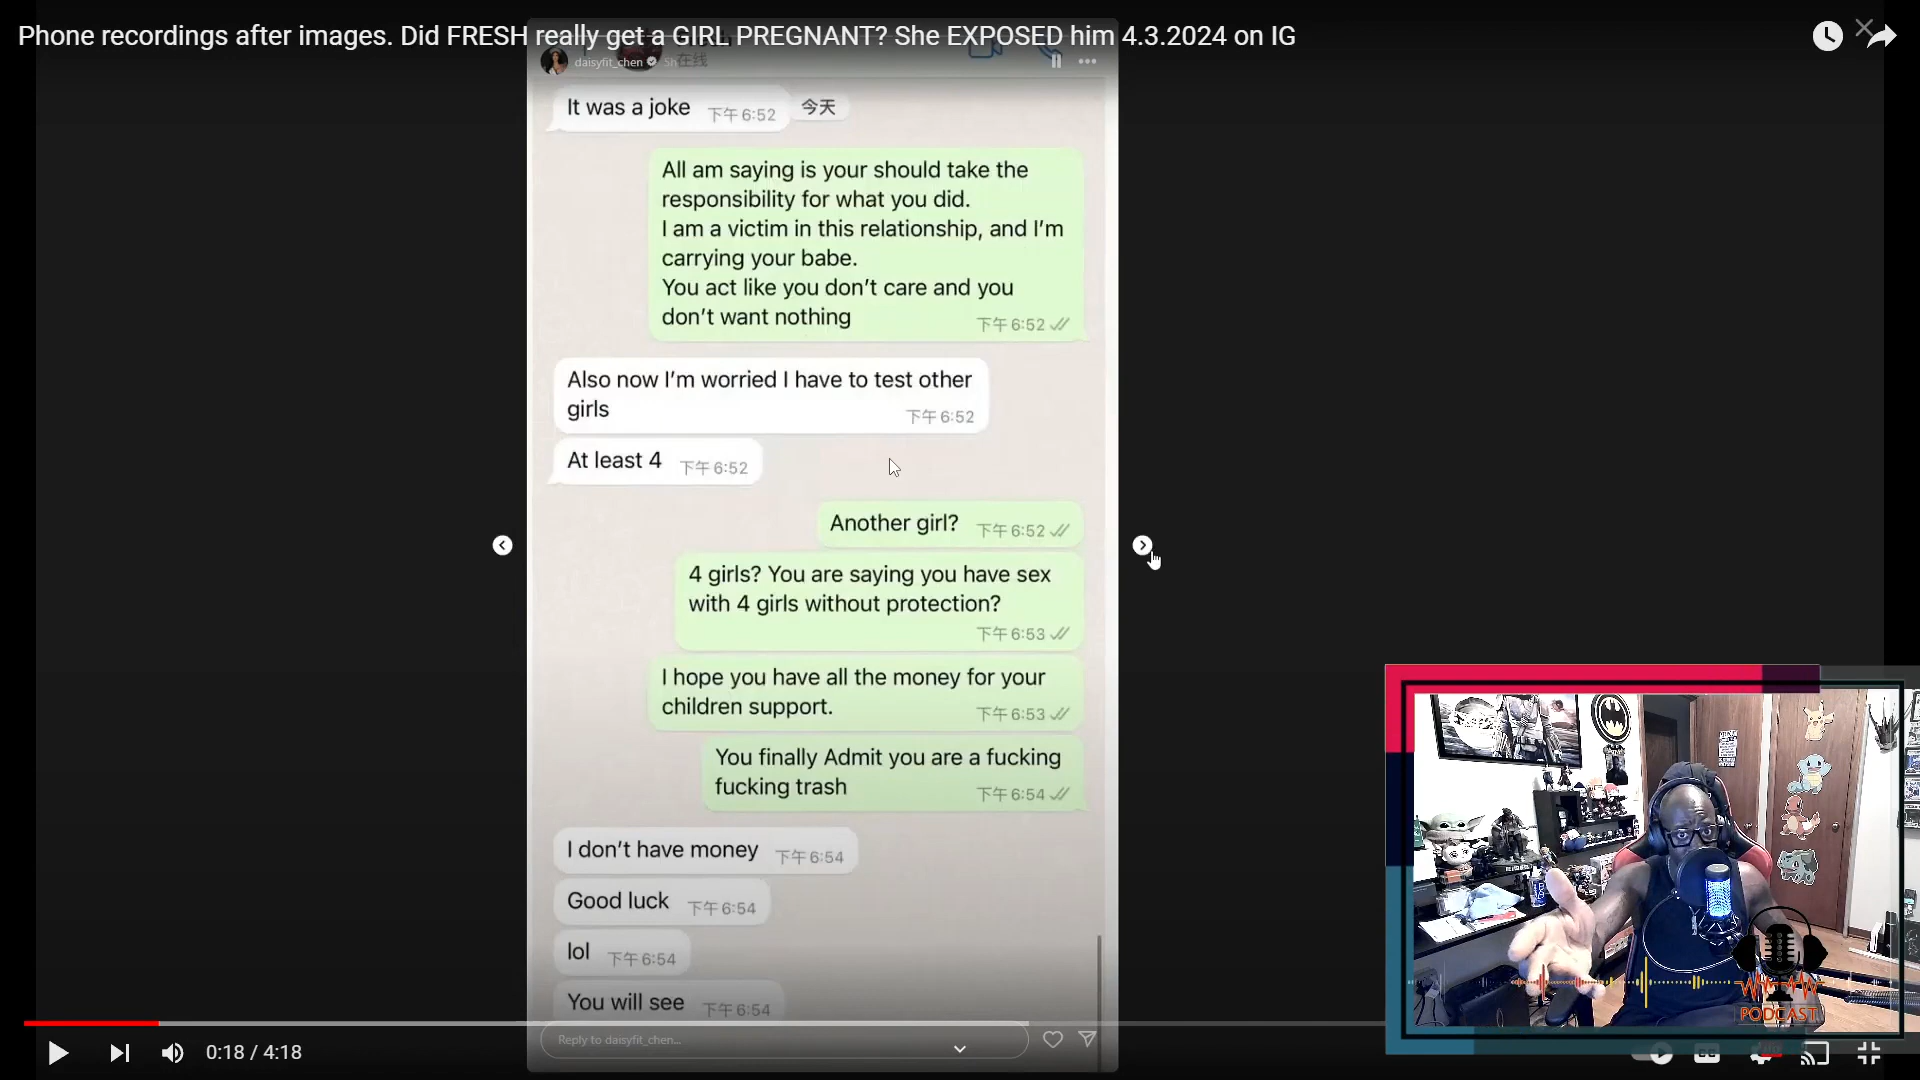 Phone recordings after images. Did FRESH really get a GIRL PREGNANT? She EXPOSED him 4.3.2024 on IG
daisyfit_chen 5h 在线
It was a joke 下午 6:52 今天
All am saying is your should take the
responsibility for what you did.
I am a victim in this relationship, and I'm
carrying your babe.
You act like you don't care and you
don't want nothing 下午 6:52
Also now I'm worried I have to test other
girls 下午 6:52
At least 4 下午 6:52
Another girl? 下午 6:52
4 girls? You are saying you have sex
with 4 girls without protection?
下午 6:53
I hope you have all the money for your
children support. 下午 6:53
You finally Admit you are a fucking
fucking trash 下午 6:54
I don't have money 下午 6:54
Good luck 下午 6:54
lol 下午 6:54
You will see 下午 6:54
Reply to daisyfit_chen...
PODCAST
0:18 / 4:18
CC